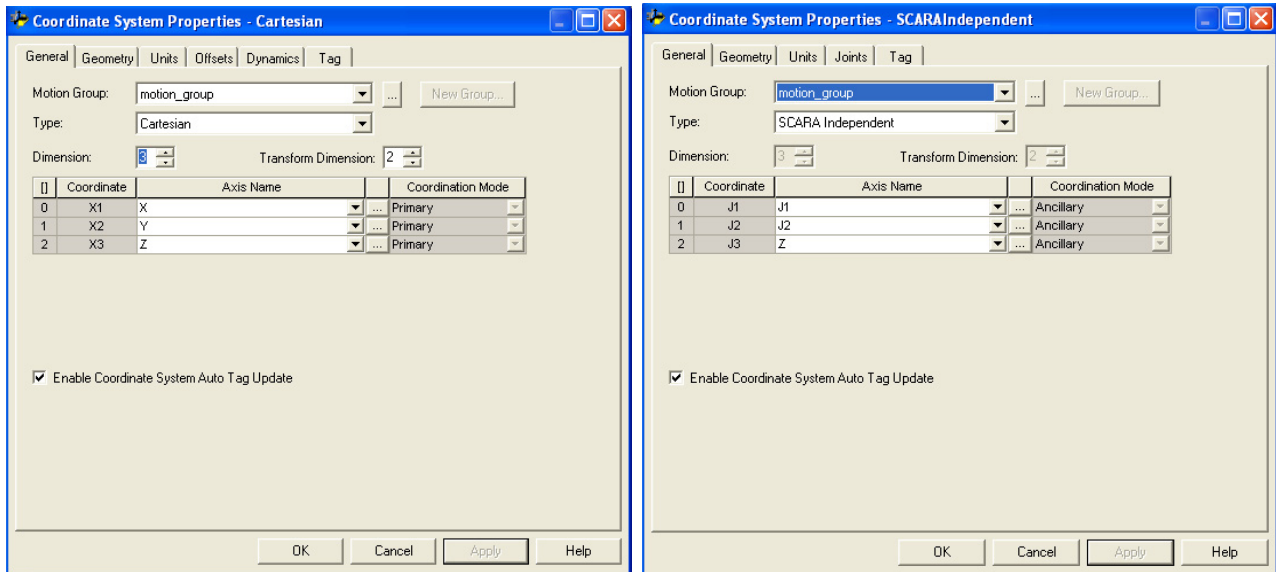 Coordinate System Properties - Cartesian
General Geometry Units Offsets Dynamics Tag
Motion Group: motion_group ... New Group...
Type: Cartesian
Dimension: 3 Transform Dimension: 2
[] Coordinate Axis Name Coordination Mode
0 X1 X ... Primary
1 X2 Y ... Primary
2 X3 Z ... Primary
Enable Coordinate System Auto Tag Update
OK Cancel Apply Help
Coordinate System Properties - SCARAIndependent
General Geometry Units Joints Tag
Motion Group: motion_group ... New Group...
Type: SCARA Independent
Dimension: 3 Transform Dimension: 2
[] Coordinate Axis Name Coordination Mode
0 J1 J1 ... Ancillary
1 J2 J2 ... Ancillary
2 J3 Z ... Ancillary
Enable Coordinate System Auto Tag Update
OK Cancel Apply Help